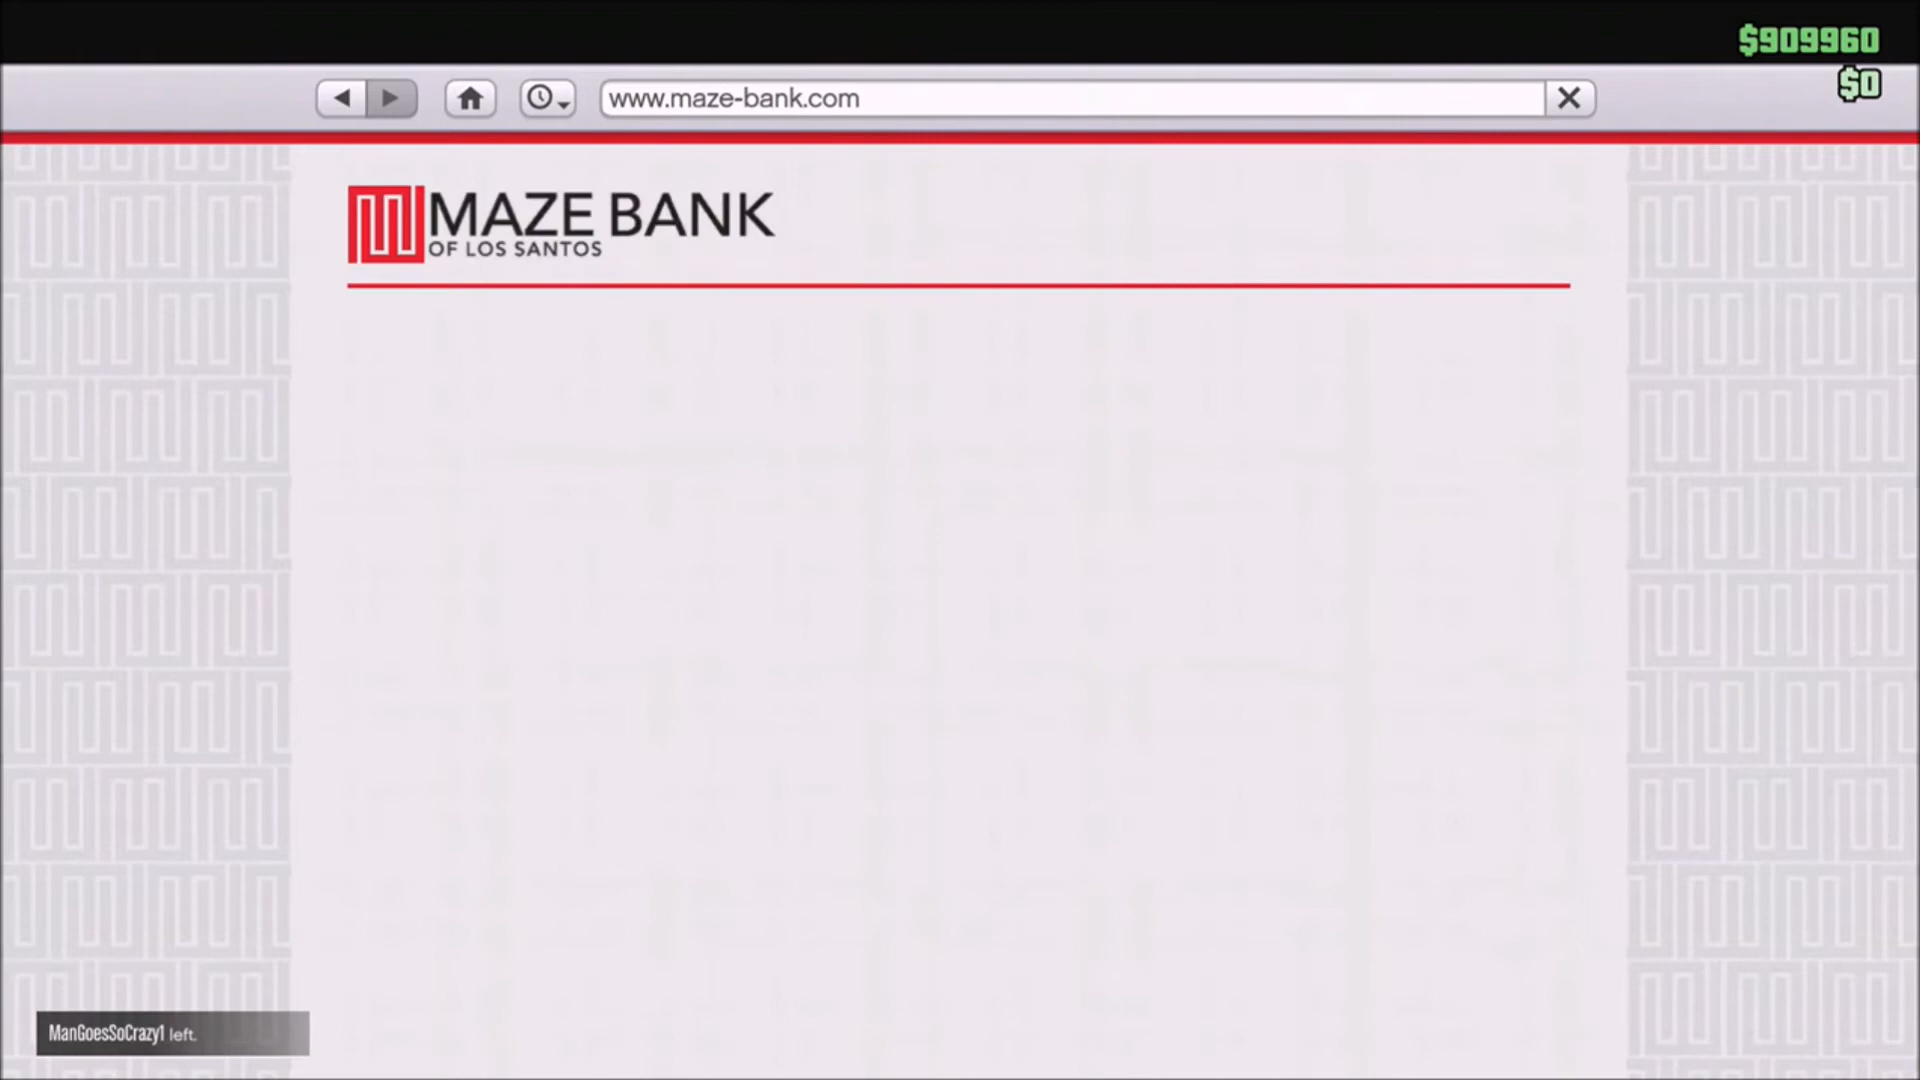 $909960
www.maze-bank.com
$0
MAZE BANK
OF LOS SANTOS
ManGoesSoCrazy1 left.